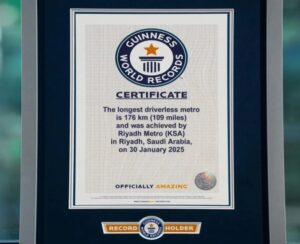 GUINNESS
WORLD RECORDS
CERTIFICATE
The longest driverless metro
is 176 km (109 miles)
and was achieved by
Riyadh Metro (KSA)
in Riyadh, Saudi Arabia,
on 30 January 2025
OFFICIALLY AMAZING
RECORD HOLDER